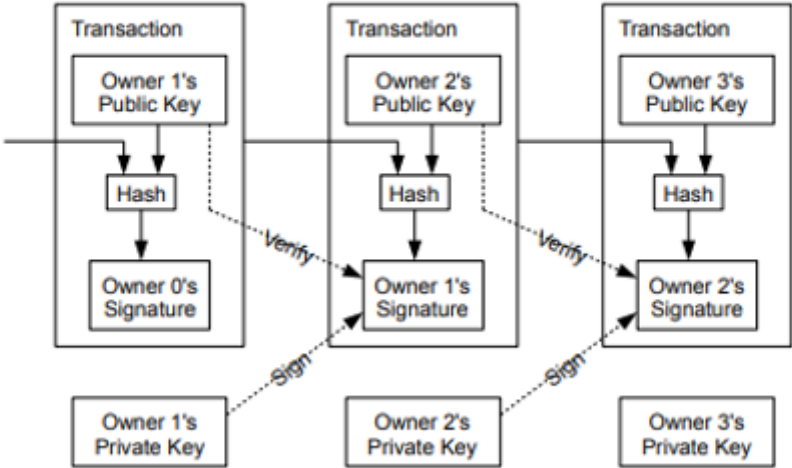 Transaction
Owner 1's
Public Key
Hash
Owner 0's
Signature
Transaction
Owner 2's
Public Key
Hash
Verify
Owner 1's
Signature
Transaction
Owner 3's
Public Key
Hash
Verify
Owner 2's
Signature
Sign
Sign
Owner 1's
Private Key
Owner 2's
Private Key
Owner 3's
Private Key